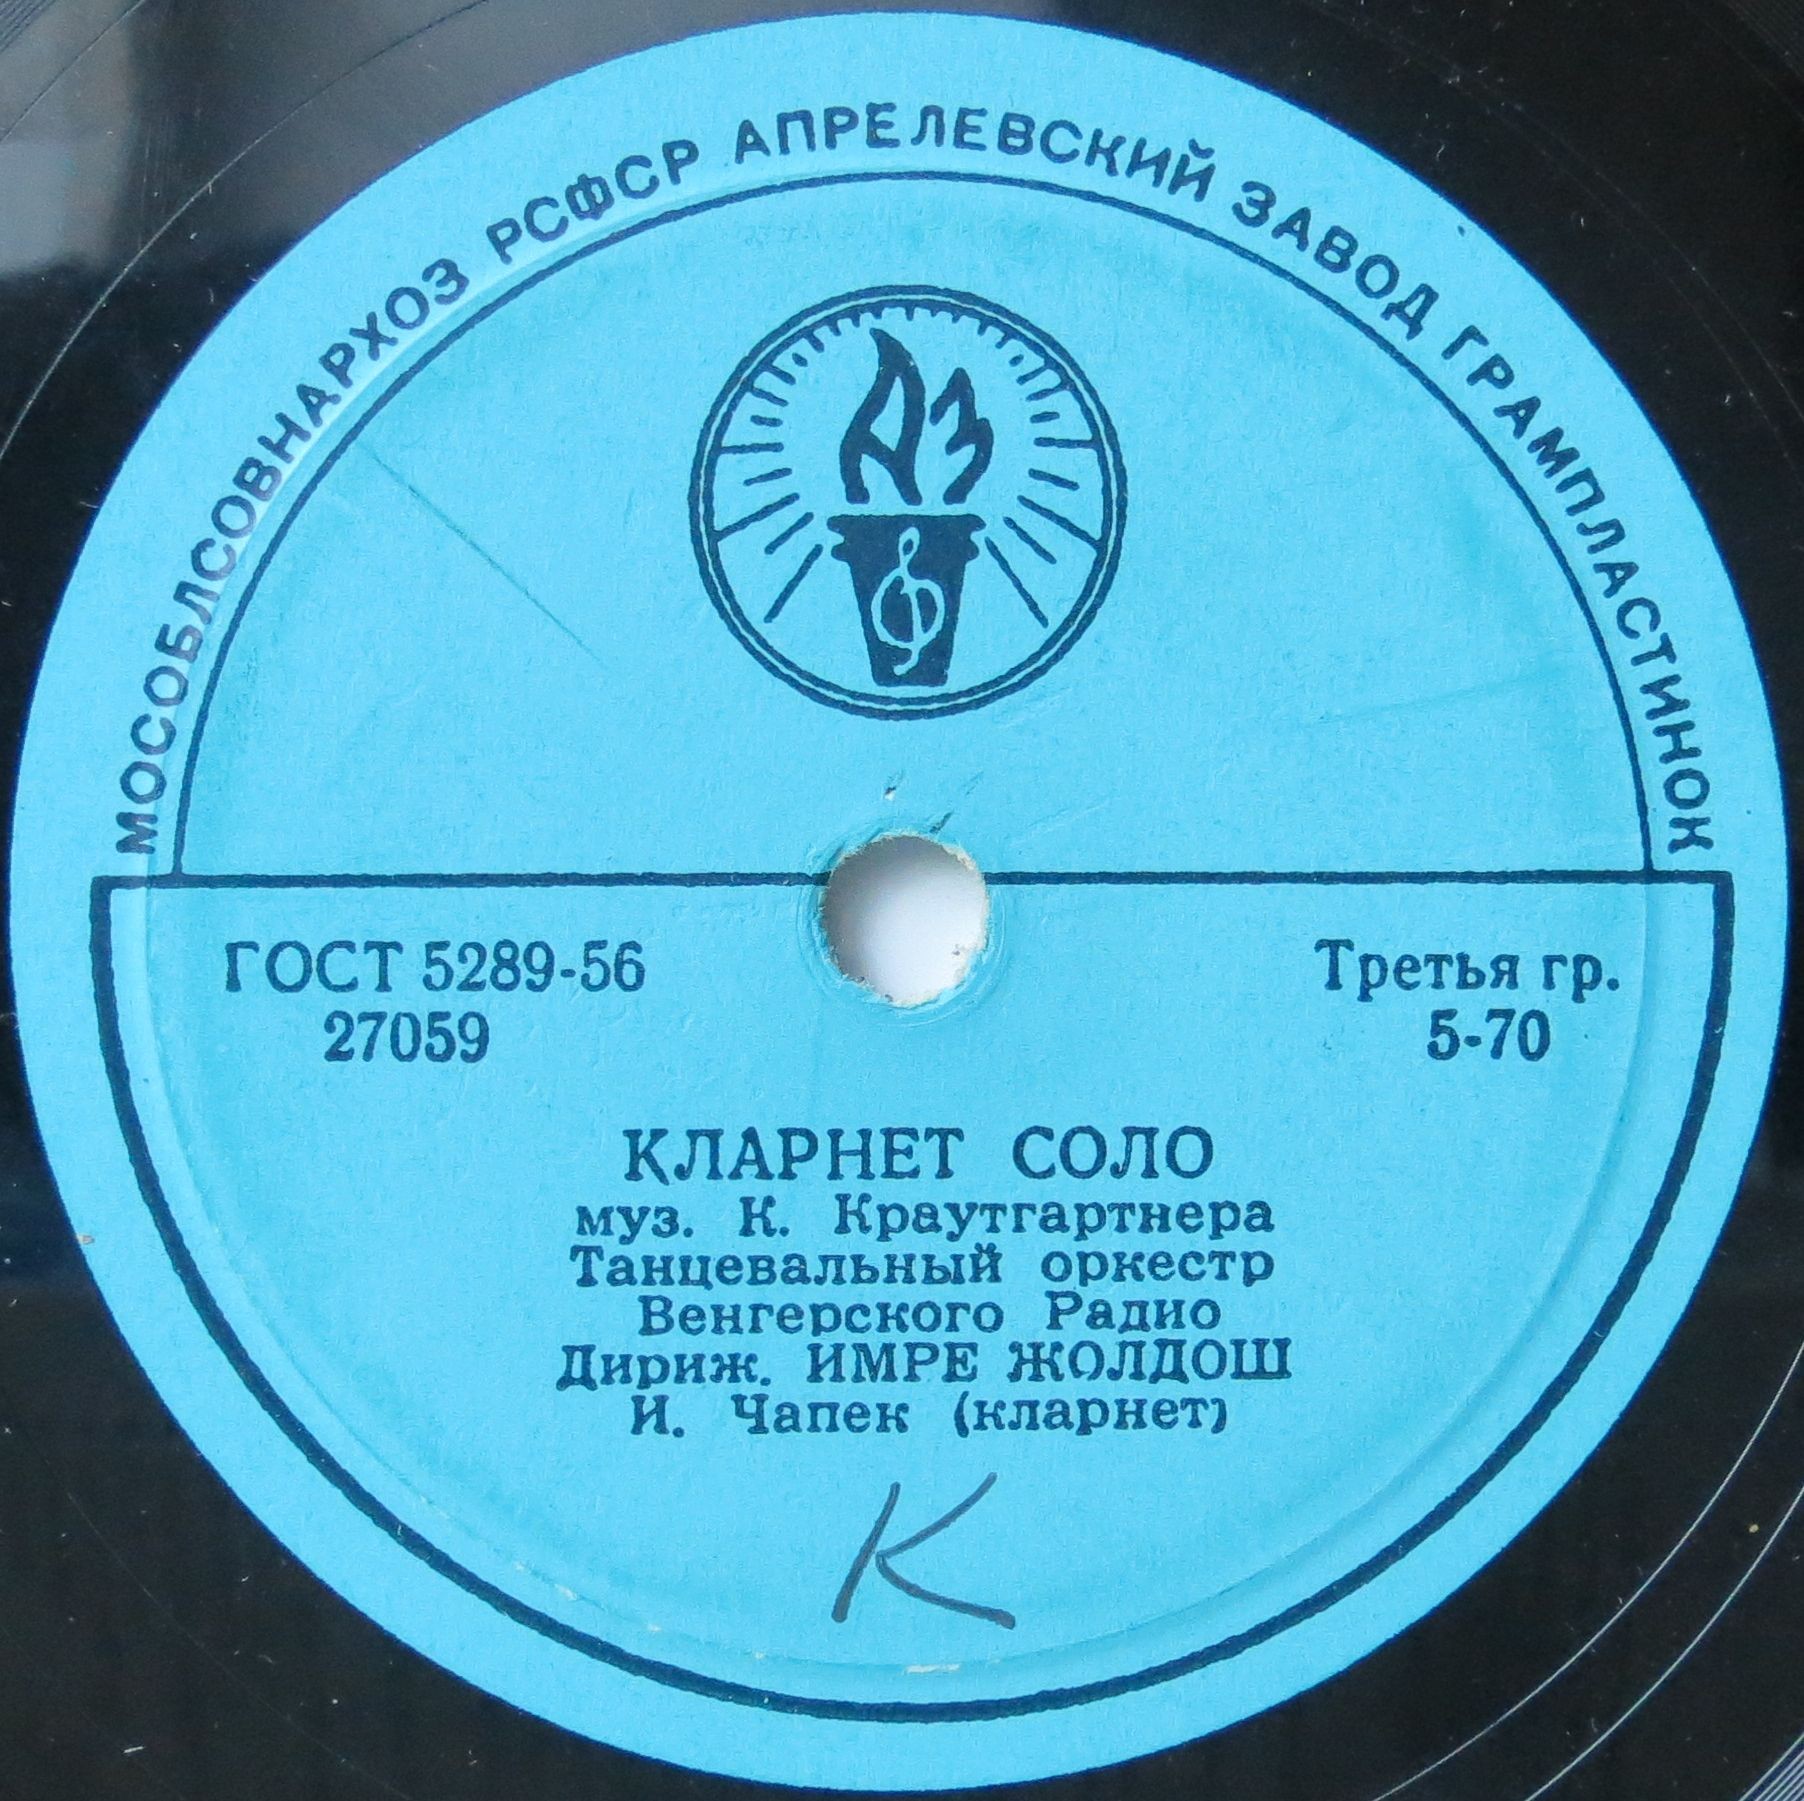 МОСОБЛСОВНАРХОЗ РСФСР АПРЕЛЕВСКИЙ ЗАВОД ГРАМПЛАСТИНОК
АЗ
ГОСТ 5289-56
27059
Третья гр.
5-70
КЛАРНЕТ СОЛО
муз. К. Краутгартнера
Танцевальный оркестр
Венгерского Радио
Дириж. ИМРЕ ЖОЛДОШ
И. Чапек (кларнет)
К